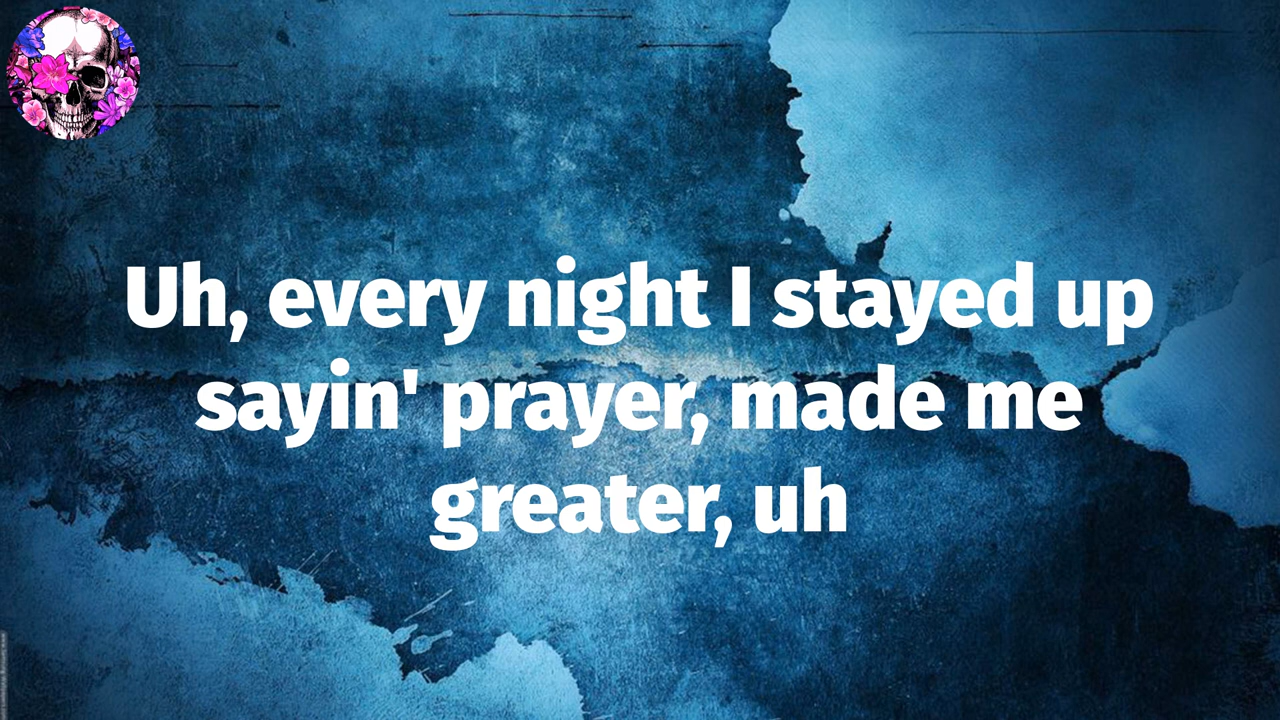 Uh, every night I stayed up
sayin' prayer, made me
greater, uh